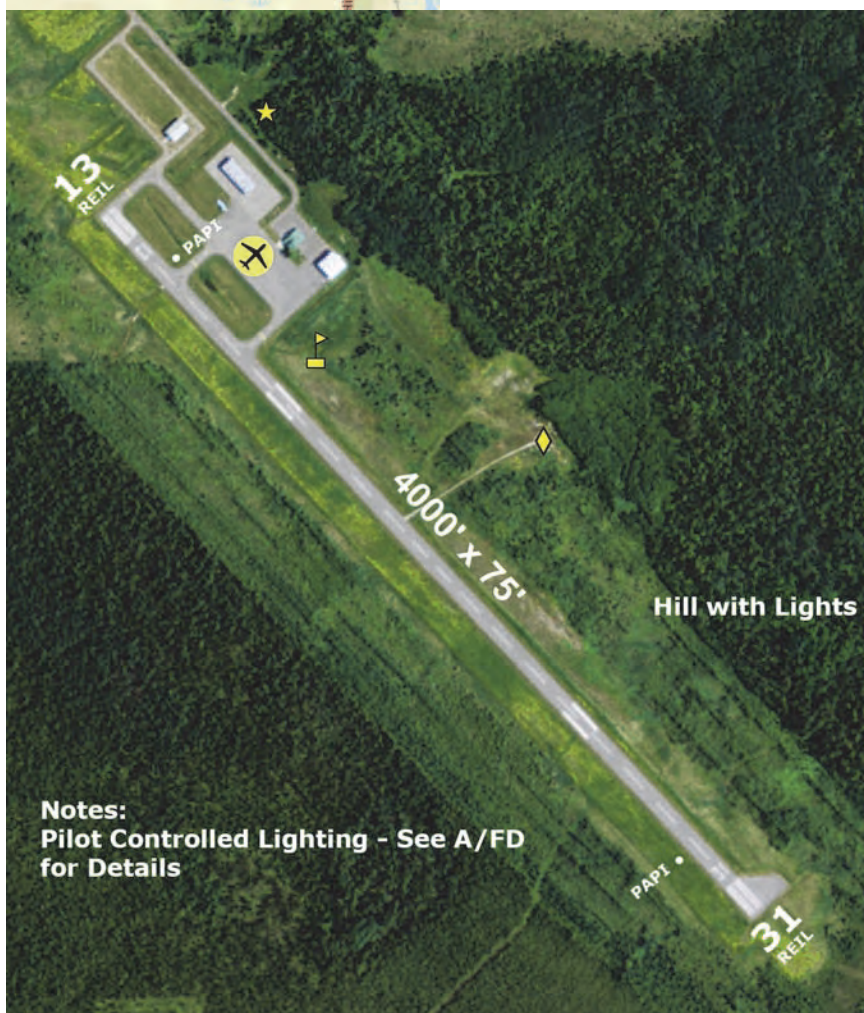 13
REIL
PAPI
4000' x 75'
Hill with Lights
Notes:
Pilot Controlled Lighting - See A/FD
for Details
PAPI
31
REIL